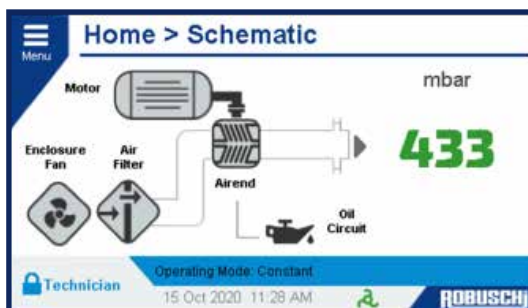 Home > Schematic
Menu
Motor
mbar
433
Enclosure
Fan
Air
Filter
Airend
Oil
Circuit
Operating Mode: Constant
Technician
15 Oct 2020 11:28 AM
ROBUSCHI